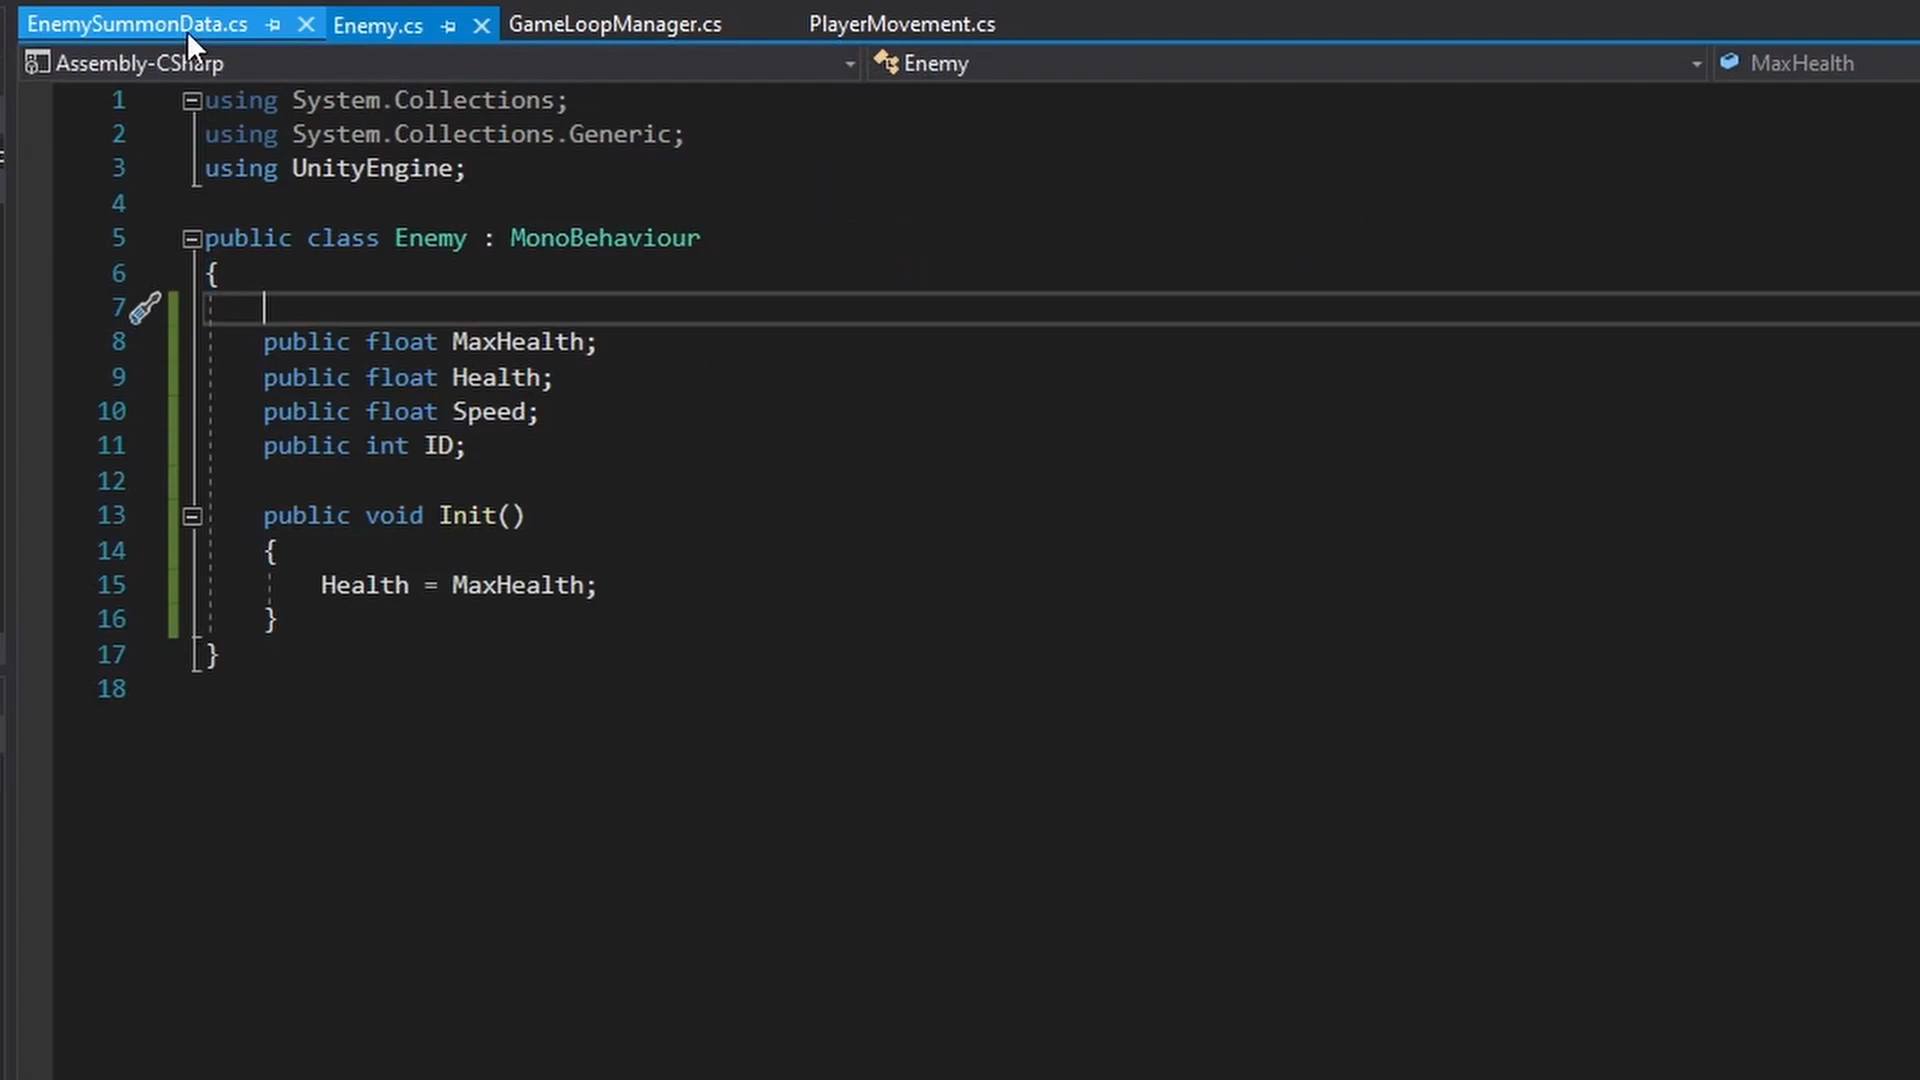 EnemySummonData.cs Enemy.cs GameLoopManager.cs PlayerMovement.cs
Assembly-CSharp Enemy MaxHealth
1 using System.Collections;
2 using System.Collections.Generic;
3 using UnityEngine;
4
5 public class Enemy : MonoBehaviour
6 {
7
8 public float MaxHealth;
9 public float Health;
10 public float Speed;
11 public int ID;
12
13 public void Init()
14 {
15 Health = MaxHealth;
16 }
17 }
18